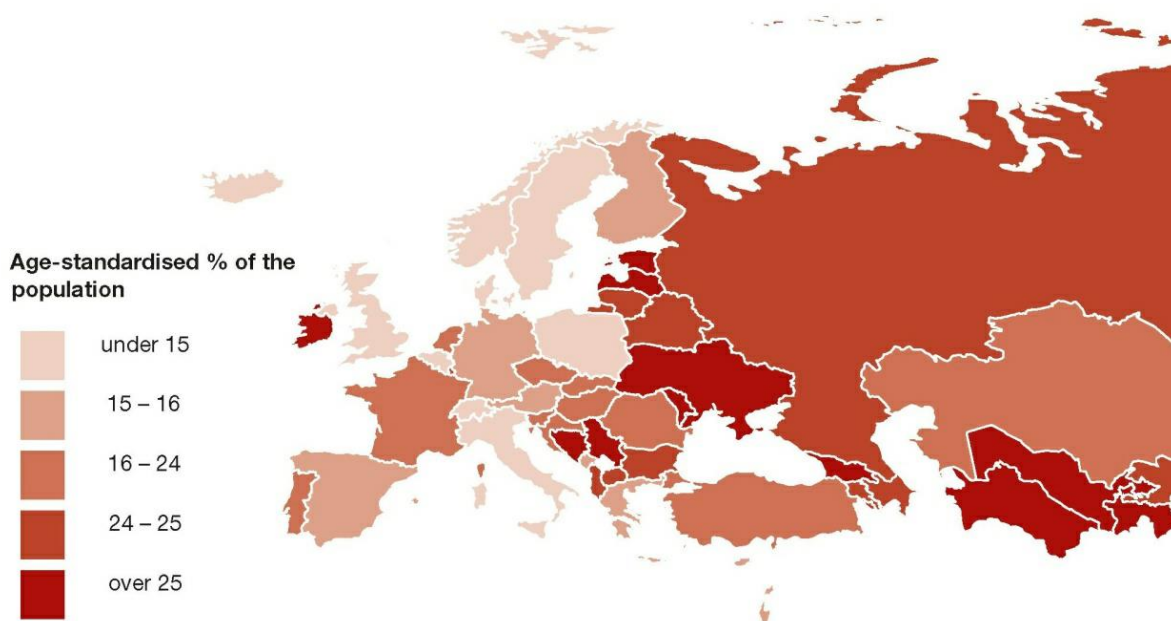 Age-standardised % of the
population
under 15
15 – 16
16 – 24
24 – 25
over 25